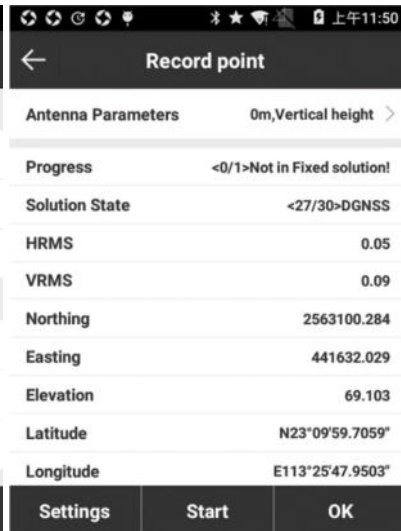 上午11:50
Record point
Antenna Parameters 0m,Vertical height
Progress <0/1>Not in Fixed solution!
Solution State <27/30>DGNSS
HRMS 0.05
VRMS 0.09
Northing 2563100.284
Easting 441632.029
Elevation 69.103
Latitude N23°09'59.7059"
Longitude E113°25'47.9503"
Settings Start OK